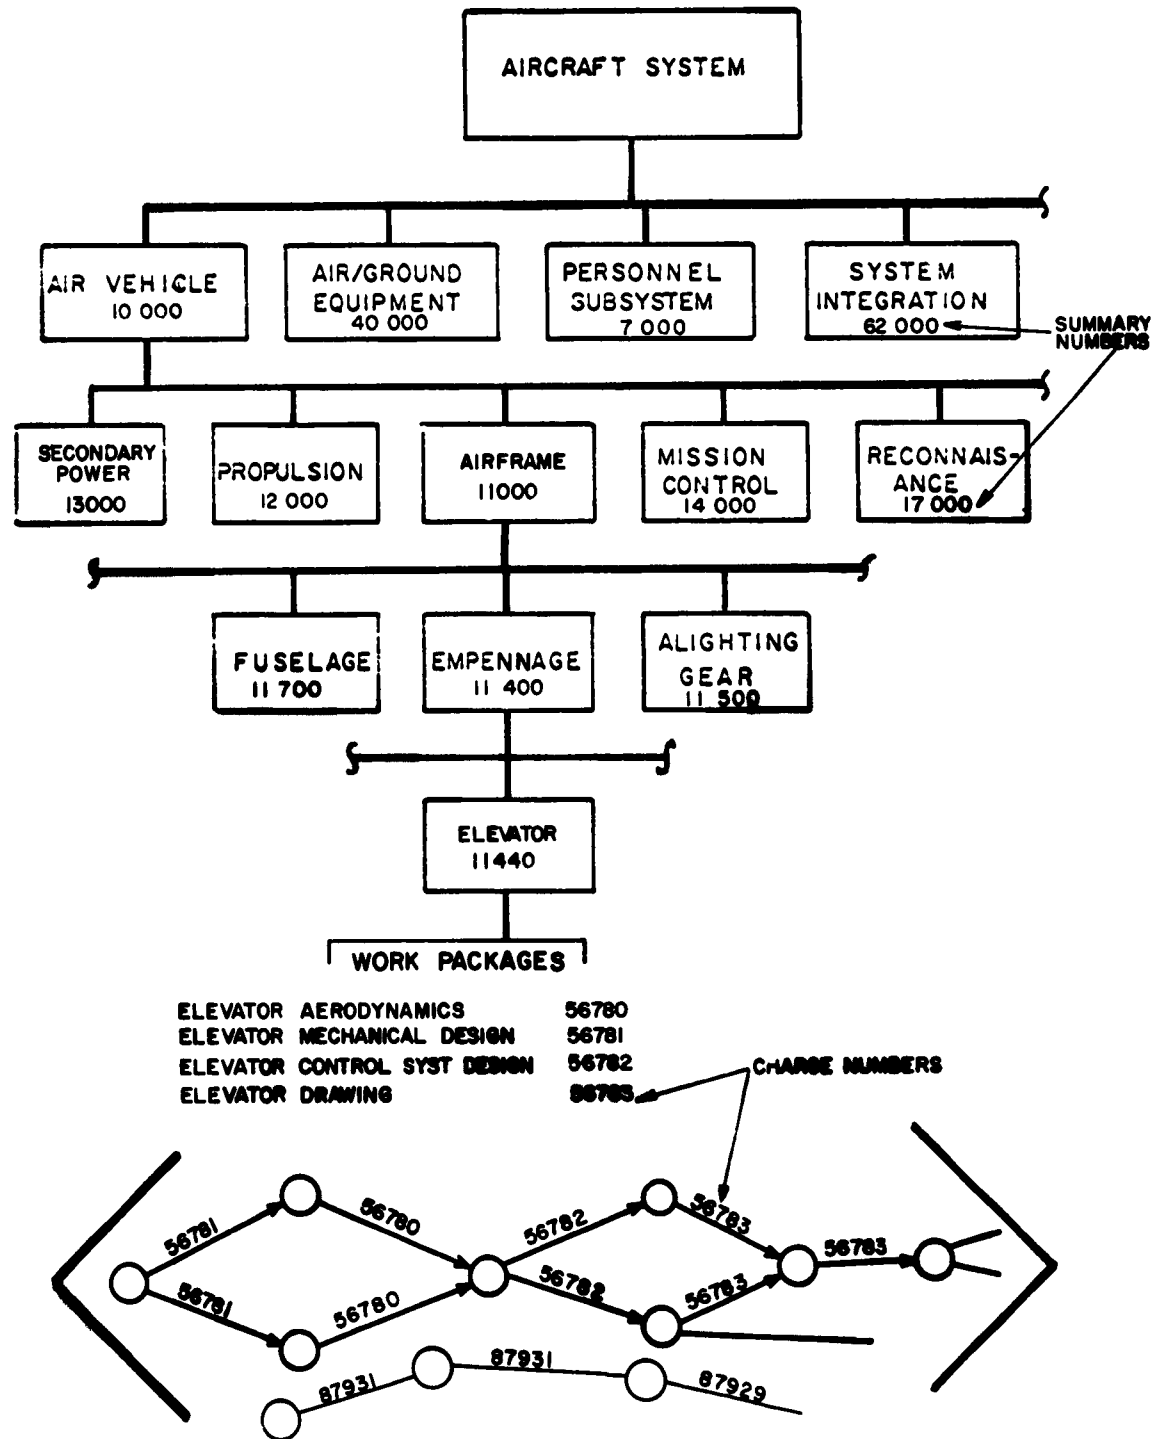 AIRCRAFT SYSTEM
AIR VEHICLE
10 000
AIR/GROUND
EQUIPMENT
40 000
PERSONNEL
SUBSYSTEM
7 000
SYSTEM
INTEGRATION
62 000
SUMMARY
NUMBERS
SECONDARY
POWER
13000
PROPULSION
12 000
AIRFRAME
11000
MISSION
CONTROL
14 000
RECONNAIS-
ANCE
17 000
FUSELAGE
11 700
EMPENNAGE
11 400
ALIGHTING
GEAR
11 500
ELEVATOR
11440
WORK PACKAGES
ELEVATOR AERODYNAMICS 56780
ELEVATOR MECHANICAL DESIGN 56781
ELEVATOR CONTROL SYST DESIGN 56782
ELEVATOR DRAWING 56783
CHARGE NUMBERS
56781
56780
56782
56783
56783
56781
56780
56782
56783
87931
87931
87929